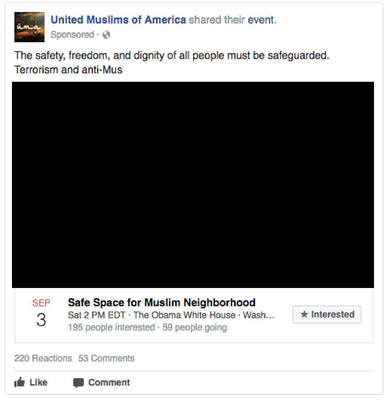 United Muslims of America shared their event.
Sponsored ·
The safety, freedom, and dignity of all people must be safeguarded.
Terrorism and anti-Mus
SEP
3
Safe Space for Muslim Neighborhood
Sat 2 PM EDT · The Obama White House · Wash...
195 people interested · 59 people going
★ Interested
220 Reactions 53 Comments
Like Comment